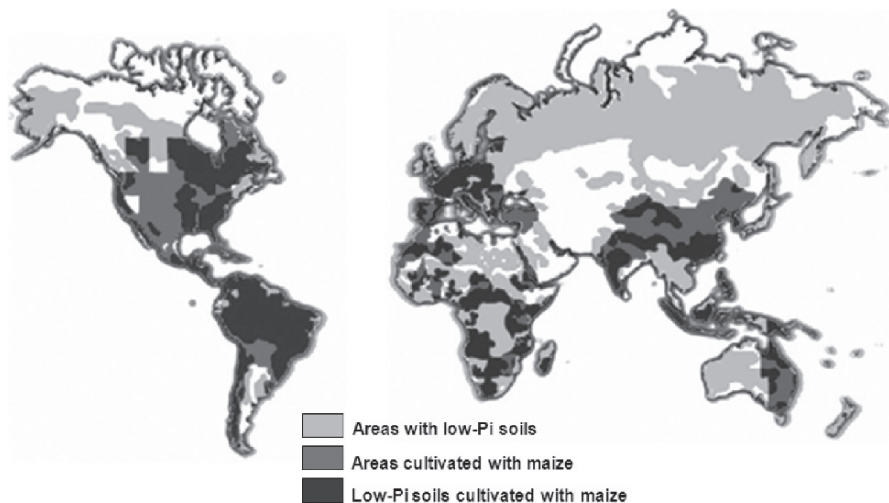 Areas with low-Pi soils
Areas cultivated with maize
Low-Pi soils cultivated with maize